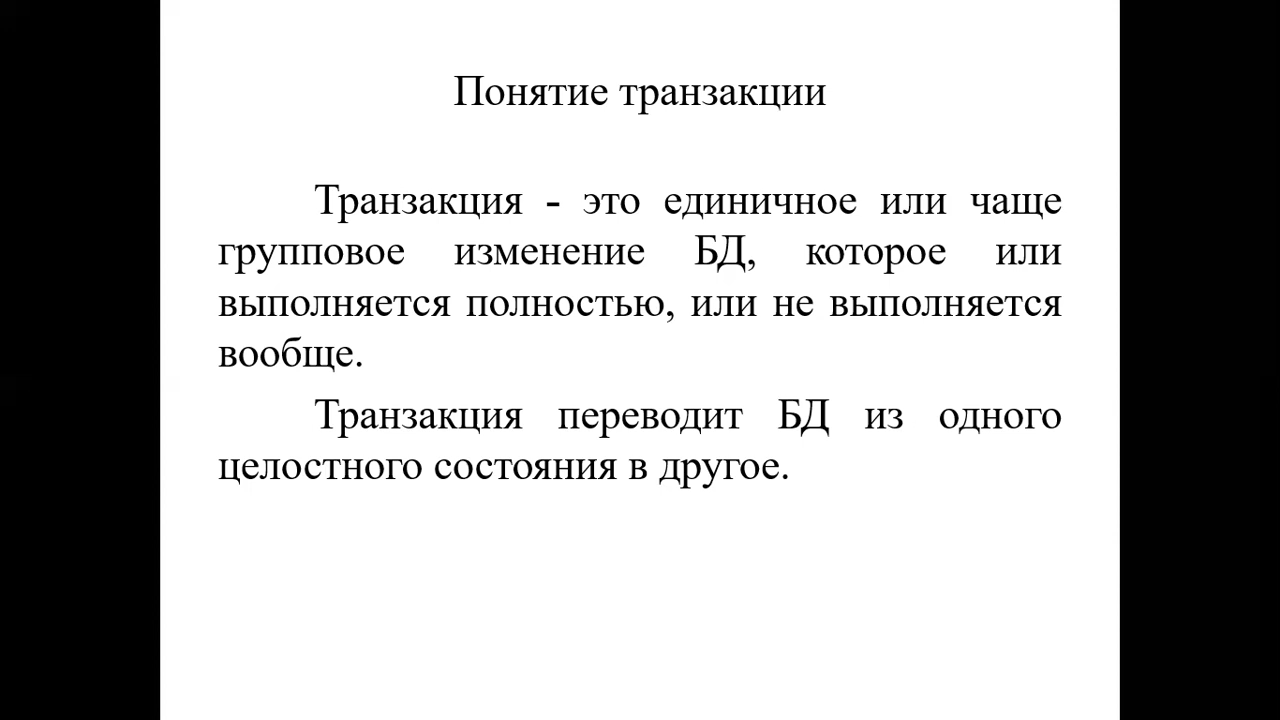 Понятие транзакции
Транзакция - это единичное или чаще
групповое изменение БД, которое или
выполняется полностью, или не выполняется
вообще.
Транзакция переводит БД из одного
целостного состояния в другое.